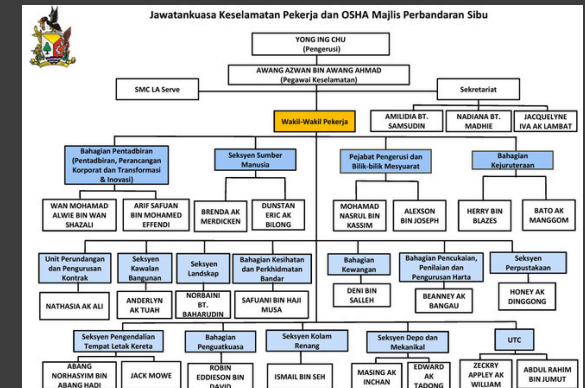 Jawatankuasa Keselamatan Pekerja dan OSHA Majlis Perbandaran Sibu
YONG ING CHU
(Pengerusi)
AWANG AZWAN BIN AWANG AHMAD
(Pegawai Keselamatan)
SMC LA Serve
Sekretariat
Wakil-Wakil Pekerja
AMILIDIA BT.
SAMSUDIN
NADIANA BT.
MADHIE
JACQUELYNE
IVA AK LAMBAT
Bahagian Pentadbiran
(Pentadbiran, Perancangan
Korporat dan Transformasi
& Inovasi)
Seksyen Sumber
Manusia
Pejabat Pengerusi dan
Bilik-bilik Mesyuarat
Bahagian
Kejuruteraan
WAN MOHAMAD
ALWIE BIN WAN
SHAZALI
ARIF SAFUAN
BIN MOHAMED
EFFENDI
BRENDA AK
MERDICKEN
DUNSTAN
ERIC AK
BILONG
MOHAMAD
NASRUL BIN
KASSIM
ALEXSON
BIN JOSEPH
HERRY BIN
BLAZES
BATO AK
MANGGOM
Unit Perundangan
dan Pengurusan
Kontrak
Seksyen
Kawalan
Bangunan
Seksyen
Landskap
Bahagian Kesihatan
dan Perkhidmatan
Bandar
Bahagian
Kewangan
Bahagian Pencukaian,
Penilaian dan
Pengurusan Harta
Seksyen
Perpustakaan
NATHASIA AK ALI
ANDERLYN
AK TUAH
NORBAINI
BT.
BAHARUDIN
SAFUANI BIN HAJI
MUSA
DENI BIN
SALLEH
BEANNEY AK
BANGAU
HONEY AK
DINGGONG
Seksyen Pengendalian
Tempat Letak Kereta
Bahagian
Penguatkuasa
Seksyen Kolam
Renang
Seksyen Depo dan
Mekanikal
UTC
ABANG
NORHASYIM BIN
ABANG HADI
JACK MOWE
ROBIN
EDDIESON BIN
DAVID
ISMAIL BIN SEH
MASING AK
INCHAN
EDWARD
AK
TADONG
ZECKRY
APPLEY AK
WILLIAM
ABDUL RAHIM
BIN JUMUT